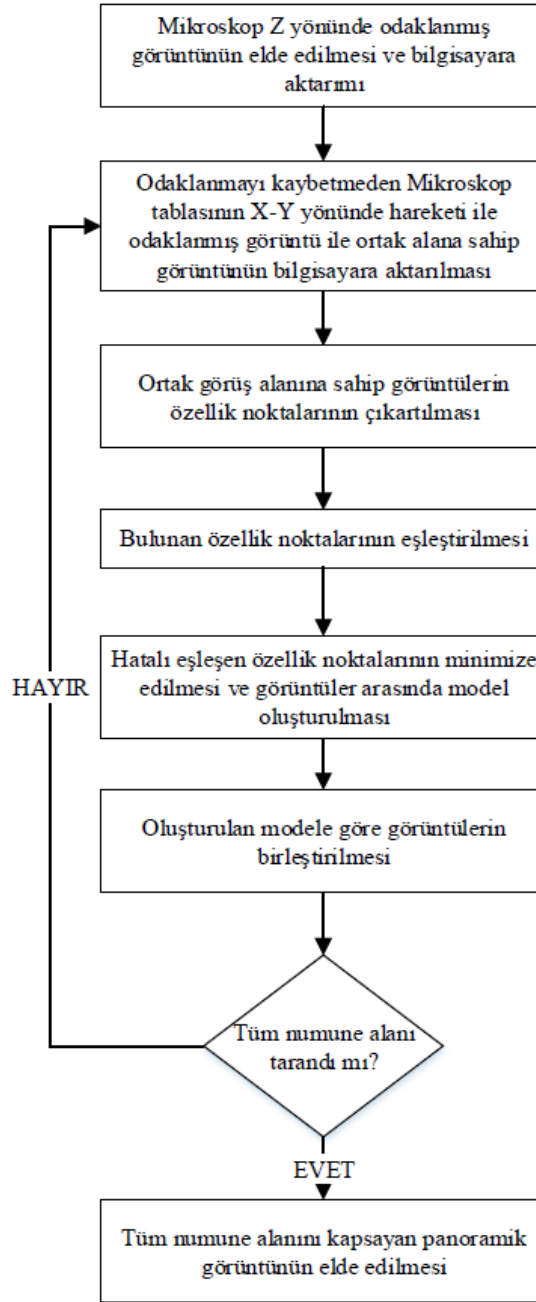 Mikroskop Z yönünde odaklanmış
görüntünün elde edilmesi ve bilgisayara
aktarımı
Odaklanmayı kaybetmeden Mikroskop
tablasının X-Y yönünde hareketi ile
odaklanmış görüntü ile ortak alana sahip
görüntünün bilgisayara aktarılması
Ortak görüş alanına sahip görüntülerin
özellik noktalarının çıkartılması
Bulunan özellik noktalarının eşleştirilmesi
Hatalı eşleşen özellik noktalarının minimize
edilmesi ve görüntüler arasında model
oluşturulması
HAYIR
Oluşturulan modele göre görüntülerin
birleştirilmesi
Tüm numune alanı
tarandı mı?
EVET
Tüm numune alanını kapsayan panoramik
görüntünün elde edilmesi